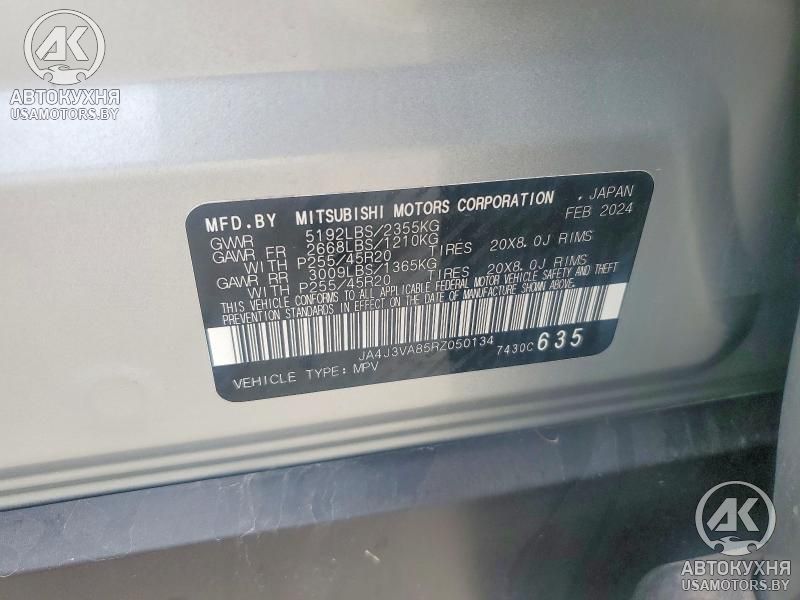 AK
АВТОКУХНЯ
USAMOTORS.BY
MFD.BY MITSUBISHI MOTORS CORPORATION , JAPAN
GVWR 5192LBS/2355KG FEB 2024
GAWR FR 2668LBS/1210KG
WITH P255/45R20 TIRES 20X8.0J RIMS
GAWR RR 3009LBS/1365KG
WITH P255/45R20 TIRES 20X8.0J RIMS
THIS VEHICLE CONFORMS TO ALL APPLICABLE FEDERAL MOTOR VEHICLE SAFETY AND THEFT
PREVENTION STANDARDS IN EFFECT ON THE DATE OF MANUFACTURE SHOWN ABOVE.
JA4J3VA85RZ050134 7430C 635
VEHICLE TYPE: MPV
AK
АВТОКУХНЯ
USAMOTORS.BY